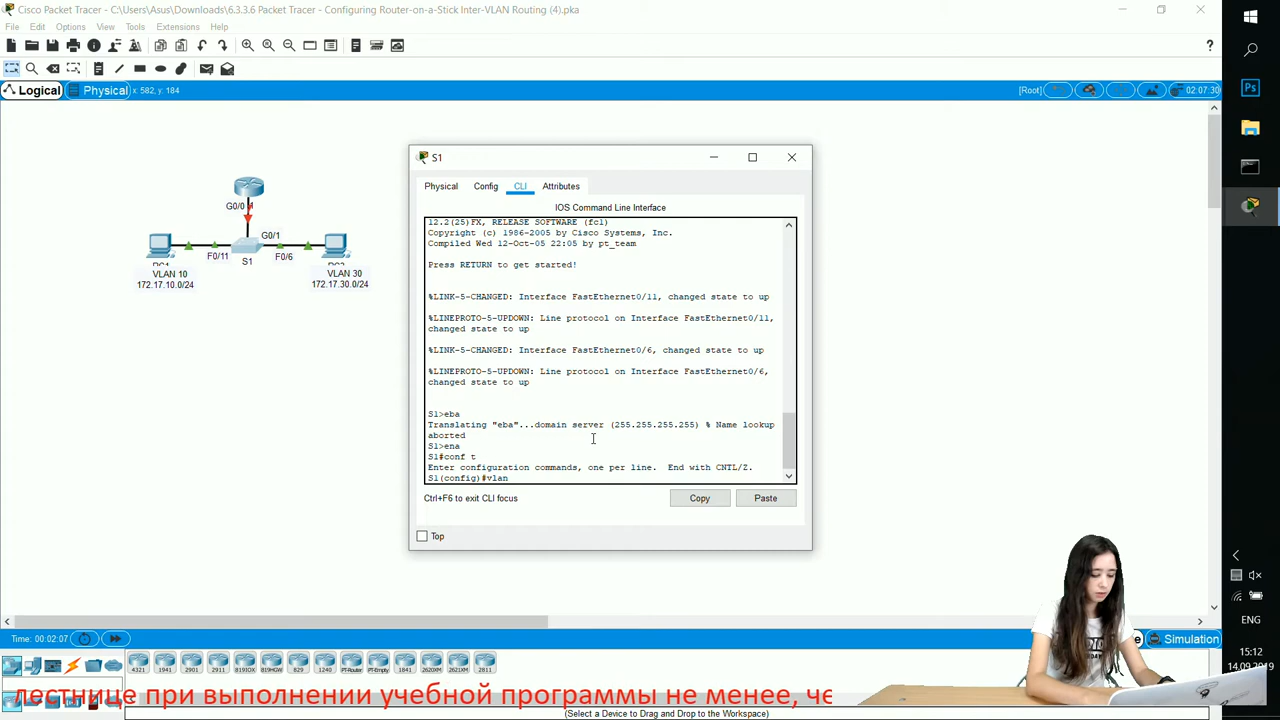 Cisco Packet Tracer - C:\Users\Asus\Downloads\6.3.3.6 Packet Tracer - Configuring Router-on-a-Stick Inter-VLAN Routing (4).pka
File Edit Options View Tools Extensions Help
?
Logical Physical x: 582, y: 184 [Root] 02:07:30
Ps
S1
Physical Config CLI Attributes
IOS Command Line Interface
12.2(25)FX, RELEASE SOFTWARE (fc1)
Copyright (c) 1986-2005 by Cisco Systems, Inc.
Compiled Wed 12-Oct-05 22:05 by pt_team
Press RETURN to get started!
%LINK-5-CHANGED: Interface FastEthernet0/11, changed state to up
%LINEPROTO-5-UPDOWN: Line protocol on Interface FastEthernet0/11,
changed state to up
%LINK-5-CHANGED: Interface FastEthernet0/6, changed state to up
%LINEPROTO-5-UPDOWN: Line protocol on Interface FastEthernet0/6,
changed state to up
S1>eba
Translating "eba"...domain server (255.255.255.255) % Name lookup
aborted
S1>ena
S1#conf t
Enter configuration commands, one per line. End with CNTL/Z.
S1(config)#vlan
Ctrl+F6 to exit CLI focus Copy Paste
Top
G0/0
G0/1
F0/11 S1 F0/6
VLAN 10
172.17.10.0/24
VLAN 30
172.17.30.0/24
Time: 00:02:07 Simulation
4321 1941 2901 2911 819IOX 819HGW 829 1240 PT-Router PT-Empty 1841 2620XM 2621XM 2811
лестнице при выполнении учебной программы не менее, че
(Select a Device to Drag and Drop to the Workspace)
ENG
15:12
14.09.2019